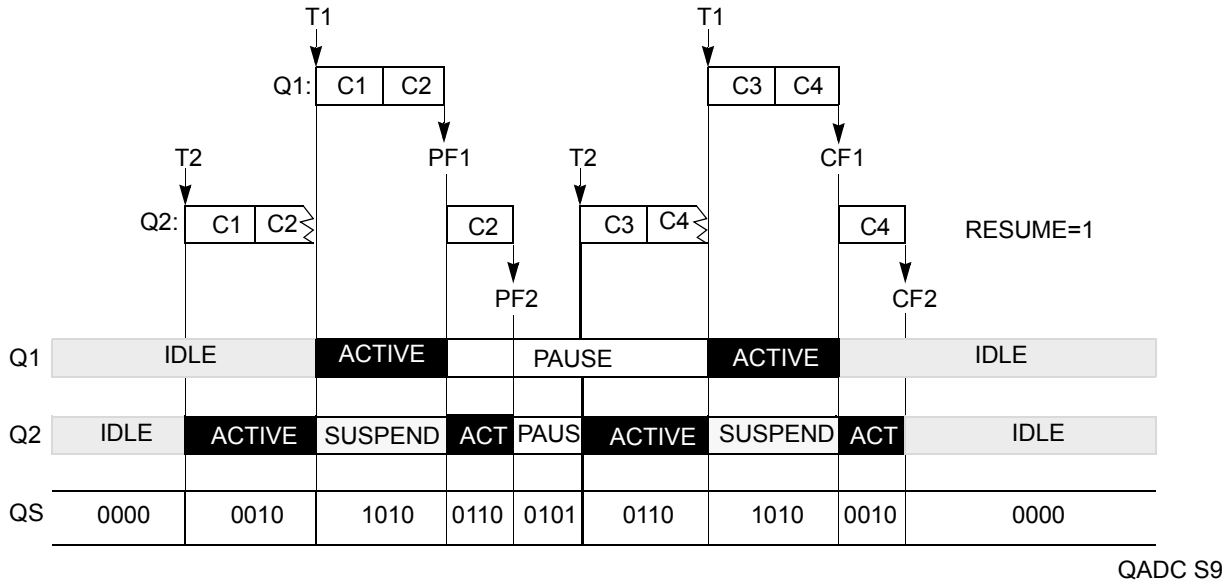 T1 T1
Q1: C1 C2 C3 C4
T2 PF1 T2 CF1
Q2: C1 C2 C2 C3 C4 C4 RESUME=1
PF2 CF2
Q1 IDLE ACTIVE PAUSE ACTIVE IDLE
Q2 IDLE ACTIVE SUSPEND ACT PAUS ACTIVE SUSPEND ACT IDLE
QS 0000 0010 1010 0110 0101 0110 1010 0010 0000
QADC S9